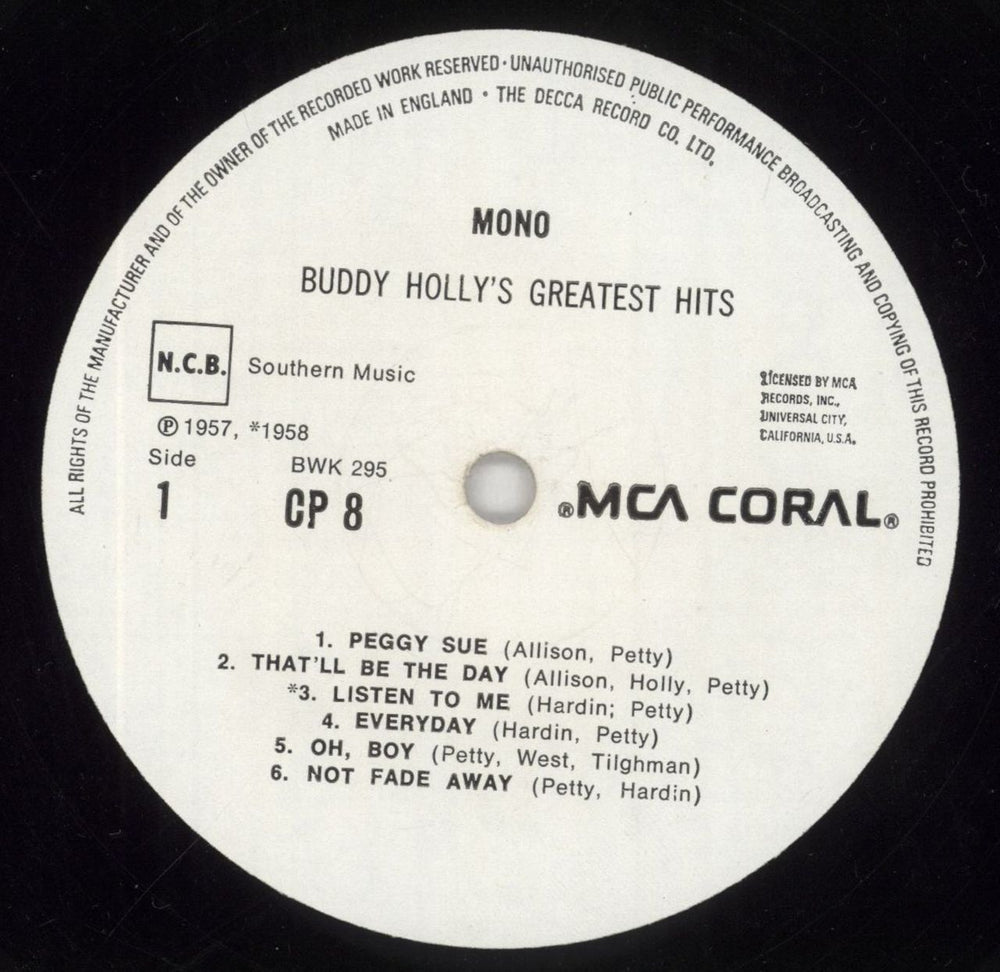 ALL RIGHTS OF THE MANUFACTURER AND OF THE OWNER OF THE RECORDED WORK RESERVED · UNAUTHORISED PUBLIC PERFORMANCE BROADCASTING AND COPYING OF THIS RECORD PROHIBITED
MADE IN ENGLAND · THE DECCA RECORD CO. LTD.
MONO
BUDDY HOLLY'S GREATEST HITS
N.C.B. Southern Music
LICENSED BY MCA
RECORDS, INC.,
UNIVERSAL CITY,
CALIFORNIA, U.S.A.
℗ 1957, *1958
Side BWK 295
1 CP 8
®MCA CORAL®
1. PEGGY SUE (Allison, Petty)
2. THAT'LL BE THE DAY (Allison, Holly, Petty)
*3. LISTEN TO ME (Hardin; Petty)
4. EVERYDAY (Hardin, Petty)
5. OH, BOY (Petty, West, Tilghman)
6. NOT FADE AWAY (Petty, Hardin)